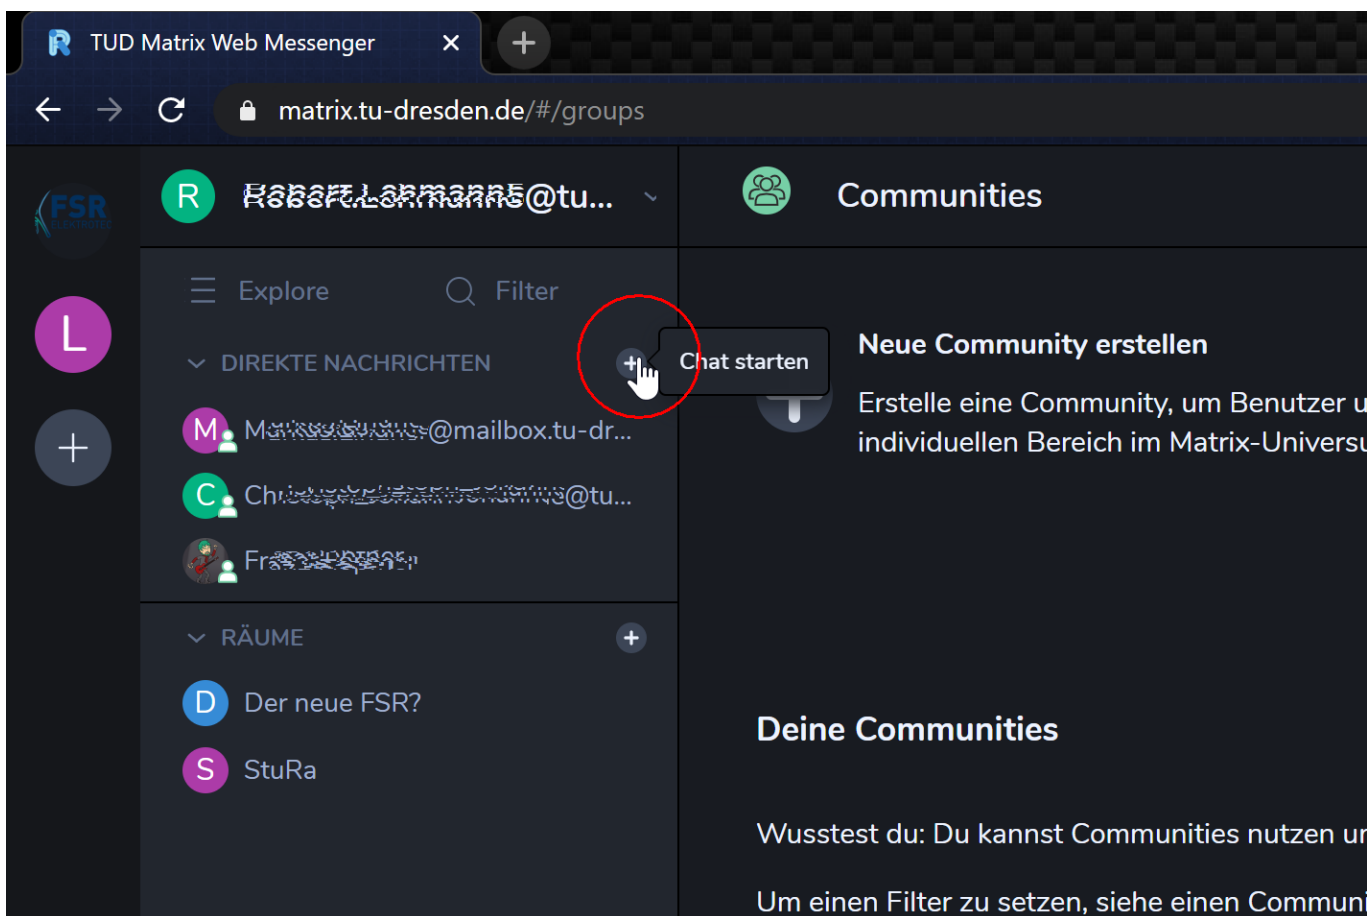 TUD Matrix Web Messenger
matrix.tu-dresden.de/#/groups
FSR
R
@tu...
Communities
Explore
Filter
L
DIREKTE NACHRICHTEN
Chat starten
Neue Community erstellen
Erstelle eine Community, um Benutzer u
individuellen Bereich im Matrix-Universu
M
@mailbox.tu-dr...
C
@tu...
RÄUME
D Der neue FSR?
S StuRa
Deine Communities
Wusstest du: Du kannst Communities nutzen un
Um einen Filter zu setzen, siehe einen Communi